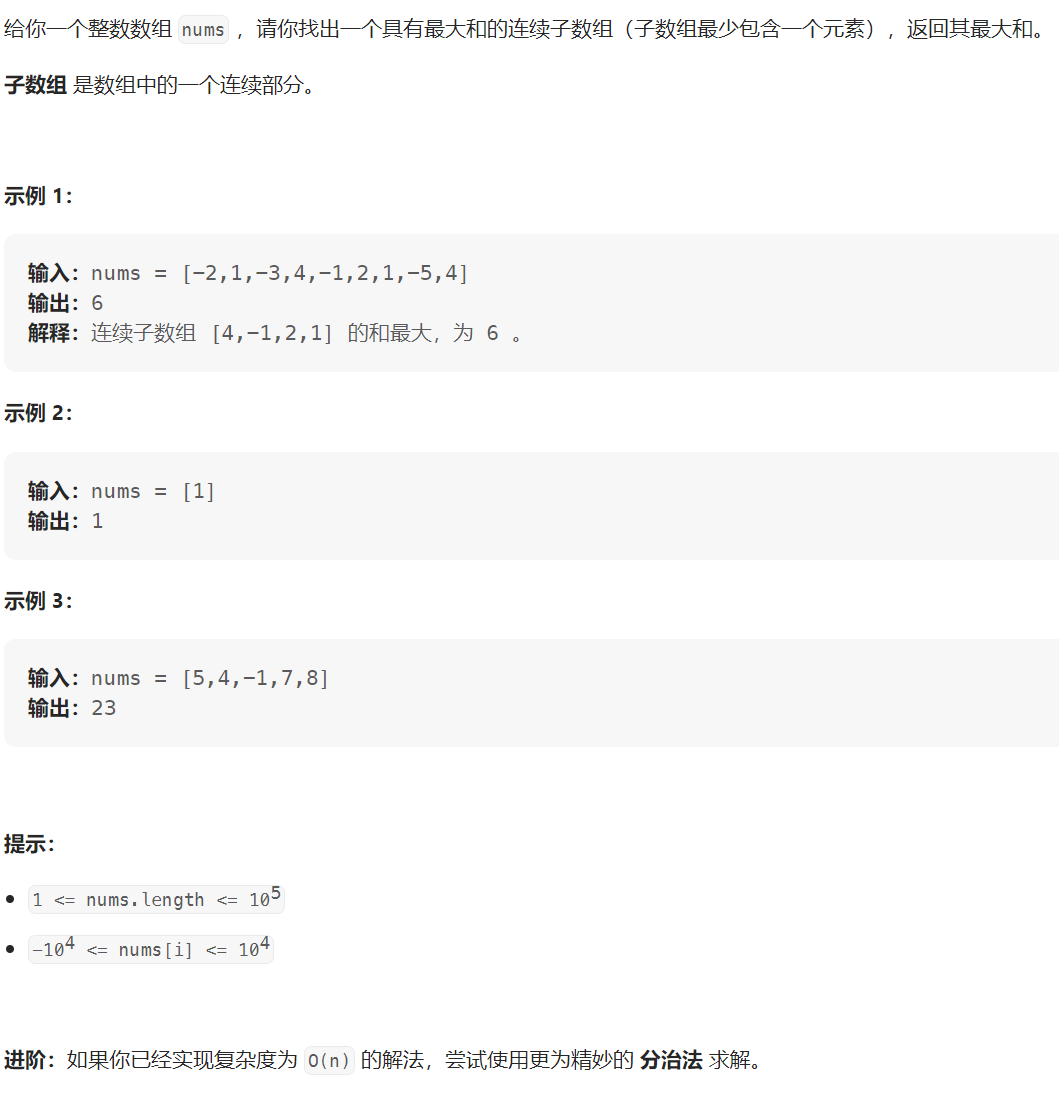 给你一个整数数组 nums ，请你找出一个具有最大和的连续子数组（子数组最少包含一个元素），返回其最大和。
子数组 是数组中的一个连续部分。
示例 1：
输入：nums = [-2,1,-3,4,-1,2,1,-5,4]
输出：6
解释：连续子数组 [4,-1,2,1] 的和最大，为 6 。
示例 2：
输入：nums = [1]
输出：1
示例 3：
输入：nums = [5,4,-1,7,8]
输出：23
提示：
1 <= nums.length <= 10⁵
-10⁴ <= nums[i] <= 10⁴
进阶：如果你已经实现复杂度为 O(n) 的解法，尝试使用更为精妙的 分治法 求解。